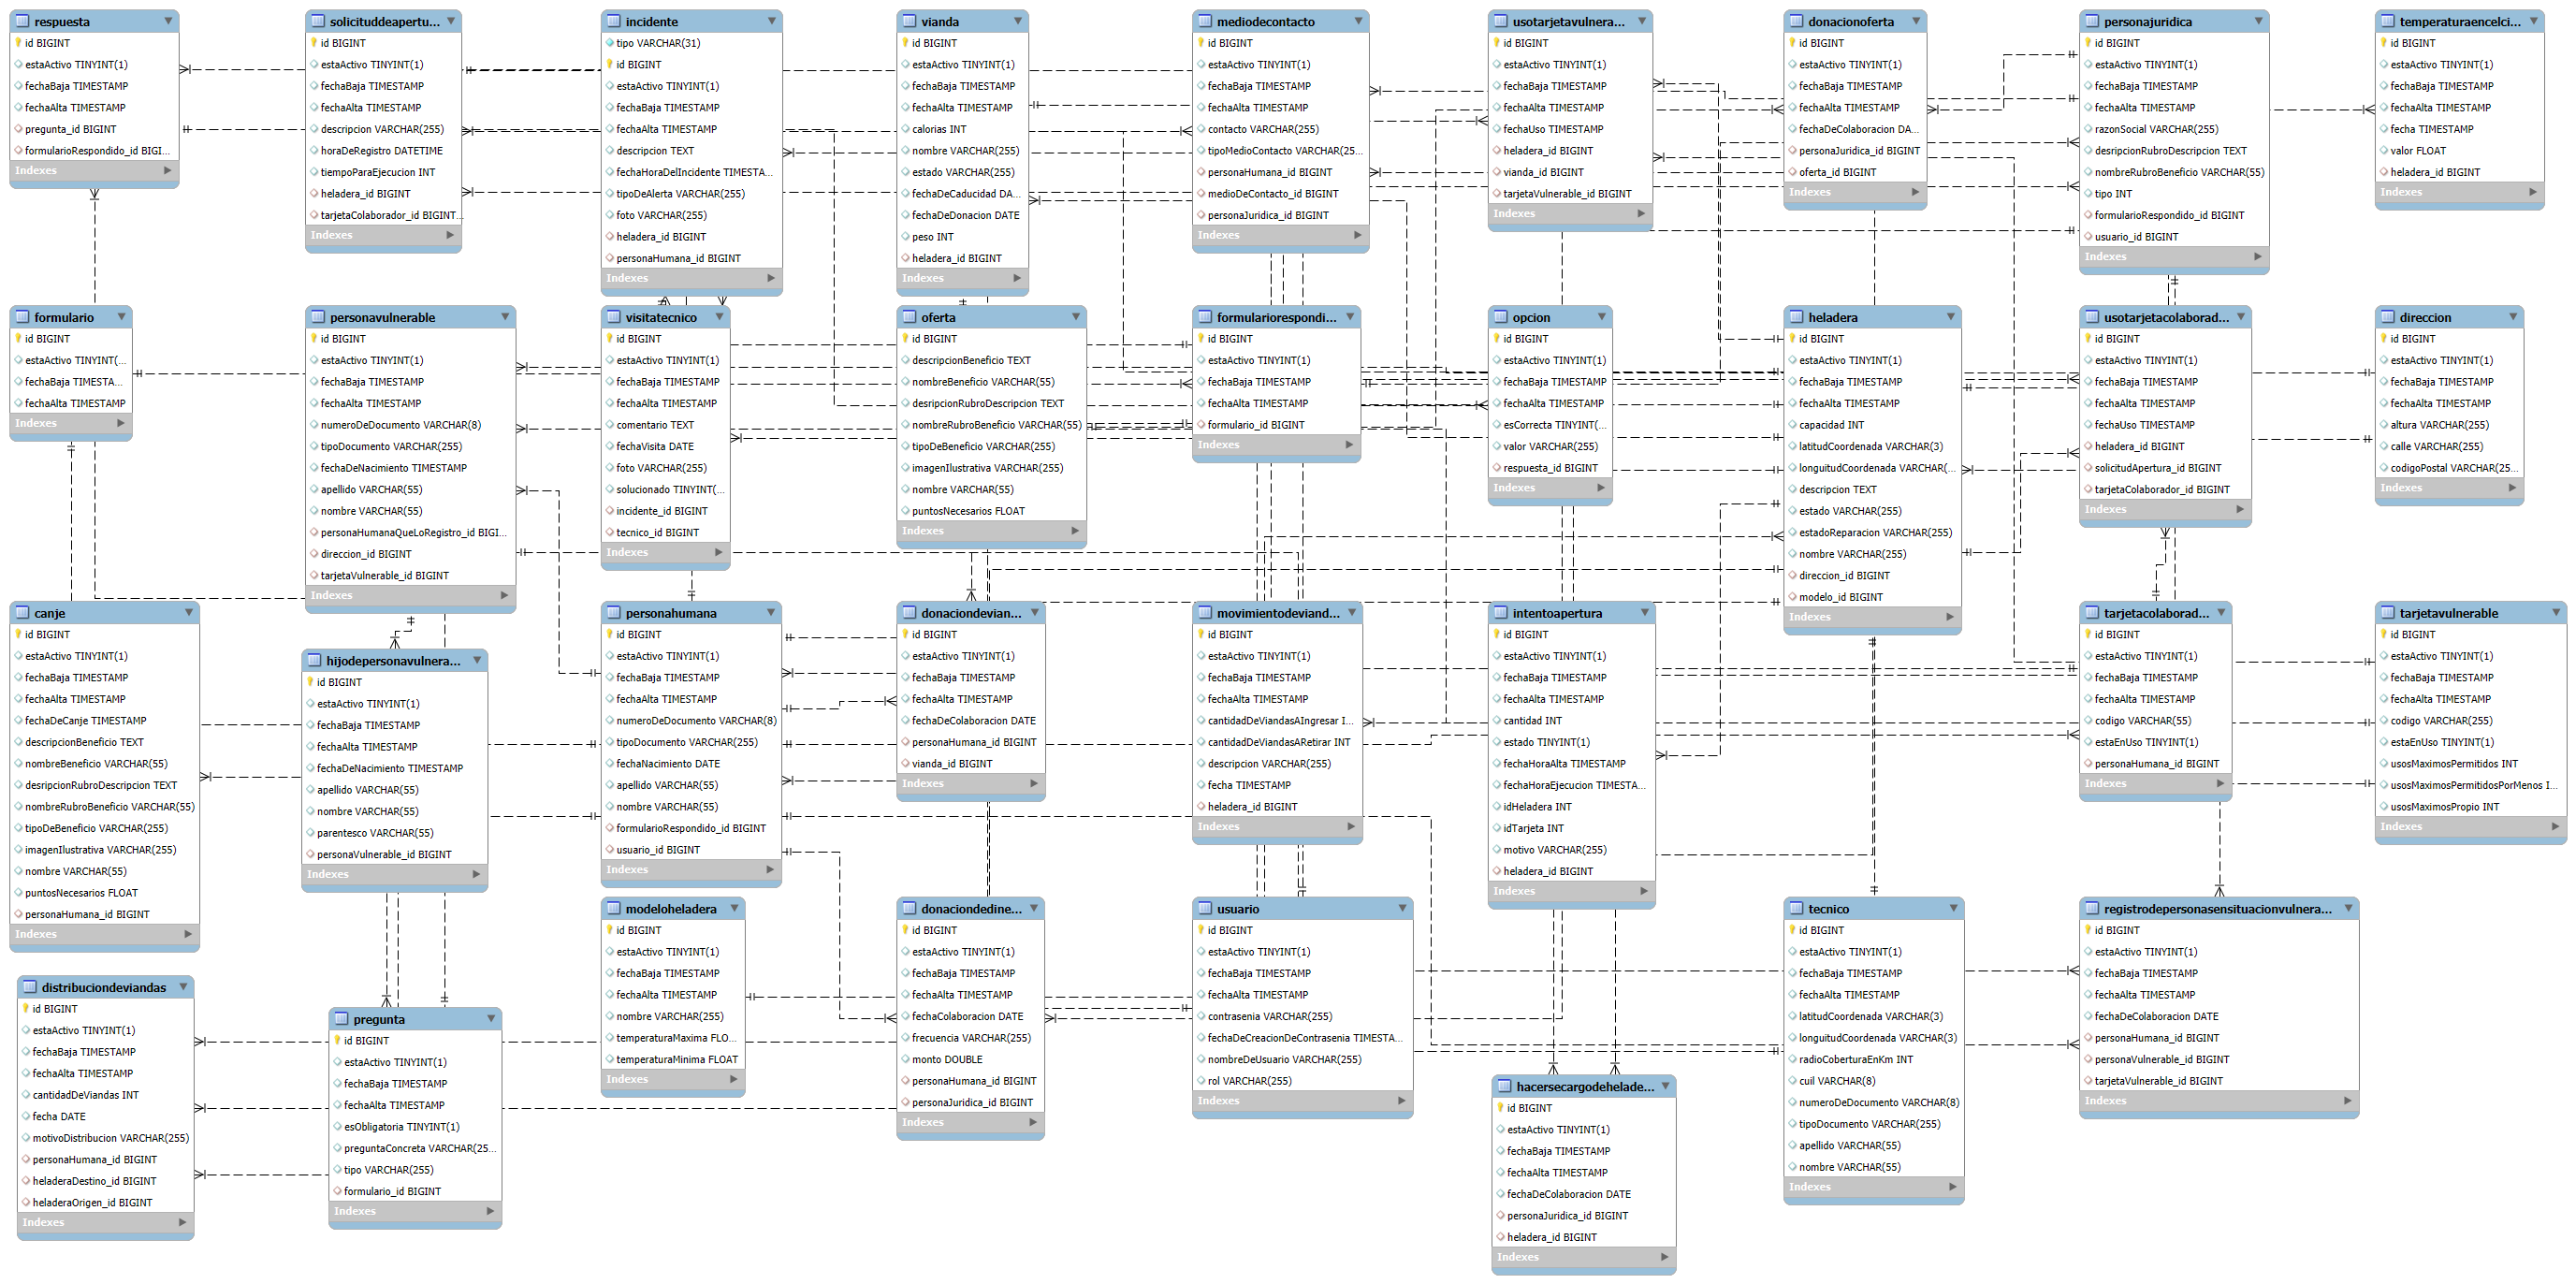 respuesta
id BIGINT
estaActivo TINYINT(1)
fechaBaja TIMESTAMP
fechaAlta TIMESTAMP
pregunta_id BIGINT
formularioRespondido_id BIGI...
Indexes
solicituddeapertu...
id BIGINT
estaActivo TINYINT(1)
fechaBaja TIMESTAMP
fechaAlta TIMESTAMP
descripcion VARCHAR(255)
horaDeRegistro DATETIME
tiempoParaEjecucion INT
heladera_id BIGINT
tarjetaColaborador_id BIGINT...
Indexes
incidente
tipo VARCHAR(31)
id BIGINT
estaActivo TINYINT(1)
fechaBaja TIMESTAMP
fechaAlta TIMESTAMP
descripcion TEXT
fechaHoraDelIncidente TIMESTA...
tipoDeAlerta VARCHAR(255)
foto VARCHAR(255)
heladera_id BIGINT
personaHumana_id BIGINT
Indexes
vianda
id BIGINT
estaActivo TINYINT(1)
fechaBaja TIMESTAMP
fechaAlta TIMESTAMP
calorias INT
nombre VARCHAR(255)
estado VARCHAR(255)
fechaDeCaducidad DA...
fechaDeDonacion DATE
peso INT
heladera_id BIGINT
Indexes
mediodecontacto
id BIGINT
estaActivo TINYINT(1)
fechaBaja TIMESTAMP
fechaAlta TIMESTAMP
contacto VARCHAR(255)
tipoMedioContacto VARCHAR(25...
personaHumana_id BIGINT
medioDeContacto_id BIGINT
personaJuridica_id BIGINT
Indexes
usotarjetavulnera...
id BIGINT
estaActivo TINYINT(1)
fechaBaja TIMESTAMP
fechaAlta TIMESTAMP
fechaUso TIMESTAMP
heladera_id BIGINT
vianda_id BIGINT
tarjetaVulnerable_id BIGINT
Indexes
donacionoferta
id BIGINT
estaActivo TINYINT(1)
fechaBaja TIMESTAMP
fechaAlta TIMESTAMP
fechaDeColaboracion DA...
personaJuridica_id BIGINT
oferta_id BIGINT
Indexes
personajuridica
id BIGINT
estaActivo TINYINT(1)
fechaBaja TIMESTAMP
fechaAlta TIMESTAMP
razonSocial VARCHAR(255)
desripcionRubroDescripcion TEXT
nombreRubroBeneficio VARCHAR(55)
tipo INT
formularioRespondido_id BIGINT
usuario_id BIGINT
Indexes
temperaturaencelci...
id BIGINT
estaActivo TINYINT(1)
fechaBaja TIMESTAMP
fechaAlta TIMESTAMP
fecha TIMESTAMP
valor FLOAT
heladera_id BIGINT
Indexes
formulario
id BIGINT
estaActivo TINYINT(...
fechaBaja TIMESTA...
fechaAlta TIMESTAMP
Indexes
personavulnerable
id BIGINT
estaActivo TINYINT(1)
fechaBaja TIMESTAMP
fechaAlta TIMESTAMP
numeroDeDocumento VARCHAR(8)
tipoDocumento VARCHAR(255)
fechaDeNacimiento TIMESTAMP
apellido VARCHAR(55)
nombre VARCHAR(55)
personaHumanaQueLoRegistro_id BIGI...
direccion_id BIGINT
tarjetaVulnerable_id BIGINT
Indexes
visitatecnico
id BIGINT
estaActivo TINYINT(1)
fechaBaja TIMESTAMP
fechaAlta TIMESTAMP
comentario TEXT
fechaVisita DATE
foto VARCHAR(255)
solucionado TINYINT(...
incidente_id BIGINT
tecnico_id BIGINT
Indexes
oferta
id BIGINT
descripcionBeneficio TEXT
nombreBeneficio VARCHAR(55)
desripcionRubroDescripcion TEXT
nombreRubroBeneficio VARCHAR(55)
tipoDeBeneficio VARCHAR(255)
imagenIlustrativa VARCHAR(255)
nombre VARCHAR(55)
puntosNecesarios FLOAT
Indexes
formulariorespondi...
id BIGINT
estaActivo TINYINT(1)
fechaBaja TIMESTAMP
fechaAlta TIMESTAMP
formulario_id BIGINT
Indexes
opcion
id BIGINT
estaActivo TINYINT(1)
fechaBaja TIMESTAMP
fechaAlta TIMESTAMP
esCorrecta TINYINT(...
valor VARCHAR(255)
respuesta_id BIGINT
Indexes
heladera
id BIGINT
estaActivo TINYINT(1)
fechaBaja TIMESTAMP
fechaAlta TIMESTAMP
capacidad INT
latitudCoordenada VARCHAR(3)
longuitudCoordenada VARCHAR(...
descripcion TEXT
estado VARCHAR(255)
estadoReparacion VARCHAR(255)
nombre VARCHAR(255)
direccion_id BIGINT
modelo_id BIGINT
Indexes
usotarjetacolaborad...
id BIGINT
estaActivo TINYINT(1)
fechaBaja TIMESTAMP
fechaAlta TIMESTAMP
fechaUso TIMESTAMP
heladera_id BIGINT
solicitudApertura_id BIGINT
tarjetaColaborador_id BIGINT
Indexes
direccion
id BIGINT
estaActivo TINYINT(1)
fechaBaja TIMESTAMP
fechaAlta TIMESTAMP
altura VARCHAR(255)
calle VARCHAR(255)
codigoPostal VARCHAR(25...
Indexes
canje
id BIGINT
estaActivo TINYINT(1)
fechaBaja TIMESTAMP
fechaAlta TIMESTAMP
fechaDeCanje TIMESTAMP
descripcionBeneficio TEXT
nombreBeneficio VARCHAR(55)
desripcionRubroDescripcion TEXT
nombreRubroBeneficio VARCHAR(55)
tipoDeBeneficio VARCHAR(255)
imagenIlustrativa VARCHAR(255)
nombre VARCHAR(55)
puntosNecesarios FLOAT
personaHumana_id BIGINT
Indexes
hijodepersonavulnera...
id BIGINT
estaActivo TINYINT(1)
fechaBaja TIMESTAMP
fechaAlta TIMESTAMP
fechaDeNacimiento TIMESTAMP
apellido VARCHAR(55)
nombre VARCHAR(55)
parentesco VARCHAR(55)
personaVulnerable_id BIGINT
Indexes
personahumana
id BIGINT
estaActivo TINYINT(1)
fechaBaja TIMESTAMP
fechaAlta TIMESTAMP
numeroDeDocumento VARCHAR(8)
tipoDocumento VARCHAR(255)
fechaNacimiento DATE
apellido VARCHAR(55)
nombre VARCHAR(55)
formularioRespondido_id BIGINT
usuario_id BIGINT
Indexes
donaciondevian...
id BIGINT
estaActivo TINYINT(1)
fechaBaja TIMESTAMP
fechaAlta TIMESTAMP
fechaDeColaboracion DATE
personaHumana_id BIGINT
vianda_id BIGINT
Indexes
movimientodeviand...
id BIGINT
estaActivo TINYINT(1)
fechaBaja TIMESTAMP
fechaAlta TIMESTAMP
cantidadDeViandasAIngresar I...
cantidadDeViandasARetirar INT
descripcion VARCHAR(255)
fecha TIMESTAMP
heladera_id BIGINT
Indexes
intentoapertura
id BIGINT
estaActivo TINYINT(1)
fechaBaja TIMESTAMP
fechaAlta TIMESTAMP
cantidad INT
estado TINYINT(1)
fechaHoraAlta TIMESTAMP
fechaHoraEjecucion TIMESTA...
idHeladera INT
idTarjeta INT
motivo VARCHAR(255)
heladera_id BIGINT
Indexes
tarjetacolaborad...
id BIGINT
estaActivo TINYINT(1)
fechaBaja TIMESTAMP
fechaAlta TIMESTAMP
codigo VARCHAR(55)
estaEnUso TINYINT(1)
personaHumana_id BIGINT
Indexes
tarjetavulnerable
id BIGINT
estaActivo TINYINT(1)
fechaBaja TIMESTAMP
fechaAlta TIMESTAMP
codigo VARCHAR(255)
estaEnUso TINYINT(1)
usosMaximosPermitidos INT
usosMaximosPermitidosPorMenos I...
usosMaximosPropio INT
Indexes
distribuciondeviandas
id BIGINT
estaActivo TINYINT(1)
fechaBaja TIMESTAMP
fechaAlta TIMESTAMP
cantidadDeViandas INT
fecha DATE
motivoDistribucion VARCHAR(255)
personaHumana_id BIGINT
heladeraDestino_id BIGINT
heladeraOrigen_id BIGINT
Indexes
pregunta
id BIGINT
estaActivo TINYINT(1)
fechaBaja TIMESTAMP
fechaAlta TIMESTAMP
esObligatoria TINYINT(1)
preguntaConcreta VARCHAR(25...
tipo VARCHAR(255)
formulario_id BIGINT
Indexes
modeloheladera
id BIGINT
estaActivo TINYINT(1)
fechaBaja TIMESTAMP
fechaAlta TIMESTAMP
nombre VARCHAR(255)
temperaturaMaxima FLO...
temperaturaMinima FLOAT
Indexes
donaciondedine...
id BIGINT
estaActivo TINYINT(1)
fechaBaja TIMESTAMP
fechaAlta TIMESTAMP
fechaColaboracion DATE
frecuencia VARCHAR(255)
monto DOUBLE
personaHumana_id BIGINT
personaJuridica_id BIGINT
Indexes
usuario
id BIGINT
estaActivo TINYINT(1)
fechaBaja TIMESTAMP
fechaAlta TIMESTAMP
contrasenia VARCHAR(255)
fechaDeCreacionDeContrasenia TIMESTA...
nombreDeUsuario VARCHAR(255)
rol VARCHAR(255)
Indexes
hacersecargodehelade...
id BIGINT
estaActivo TINYINT(1)
fechaBaja TIMESTAMP
fechaAlta TIMESTAMP
fechaDeColaboracion DATE
personaJuridica_id BIGINT
heladera_id BIGINT
Indexes
tecnico
id BIGINT
estaActivo TINYINT(1)
fechaBaja TIMESTAMP
fechaAlta TIMESTAMP
latitudCoordenada VARCHAR(3)
longuitudCoordenada VARCHAR(3)
radioCoberturaEnKm INT
cuil VARCHAR(8)
numeroDeDocumento VARCHAR(8)
tipoDocumento VARCHAR(255)
apellido VARCHAR(55)
nombre VARCHAR(55)
Indexes
registrodepersonasensituacionvulnera...
id BIGINT
estaActivo TINYINT(1)
fechaBaja TIMESTAMP
fechaAlta TIMESTAMP
fechaDeColaboracion DATE
personaHumana_id BIGINT
personaVulnerable_id BIGINT
tarjetaVulnerable_id BIGINT
Indexes